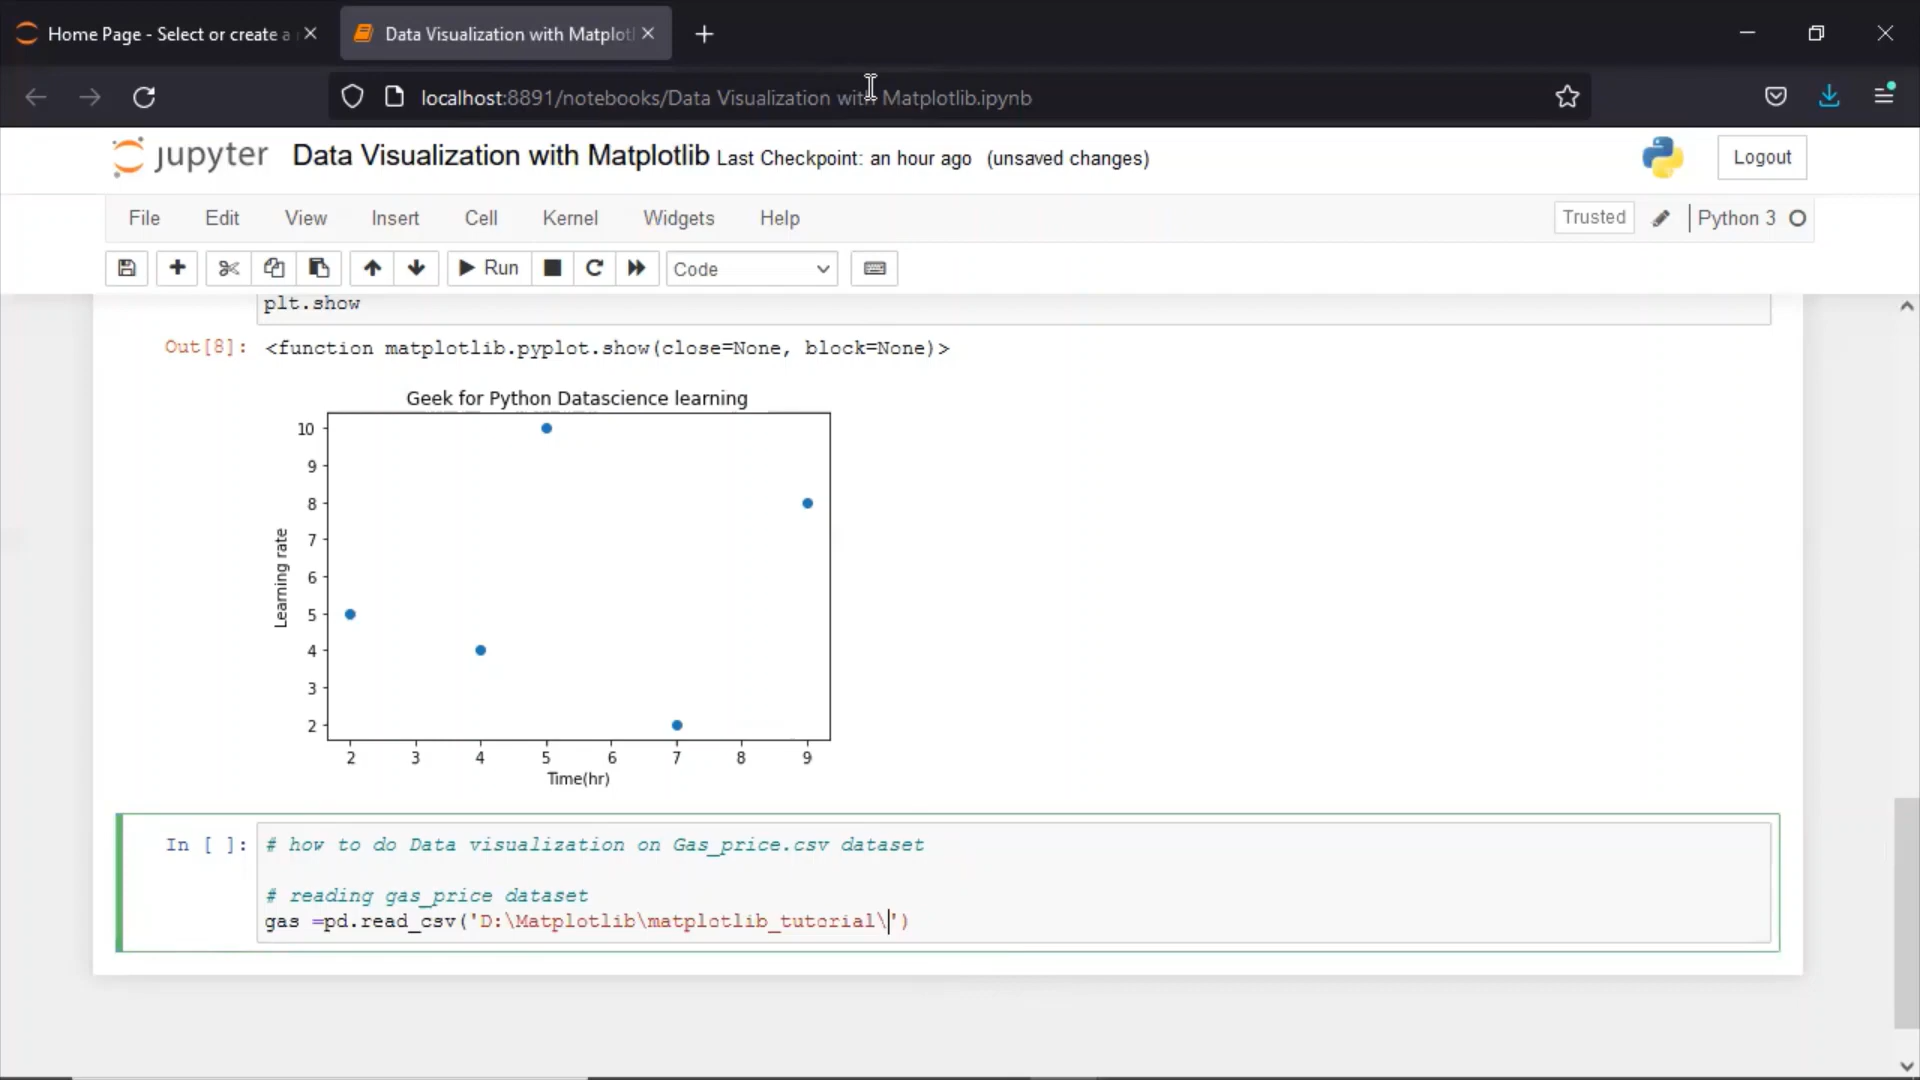 Home Page - Select or create a
Data Visualization with Matplotl
localhost:8891/notebooks/Data Visualization with Matplotlib.ipynb
jupyter Data Visualization with Matplotlib Last Checkpoint: an hour ago (unsaved changes)
Logout
File Edit View Insert Cell Kernel Widgets Help
Trusted
Python 3
Run
Code
plt.show
Out[8]: <function matplotlib.pyplot.show(close=None, block=None)>
Geek for Python Datascience learning
10
9
8
7
6
5
4
3
2
Learning rate
2 3 4 5 6 7 8 9
Time(hr)
In [ ]: # how to do Data visualization on Gas_price.csv dataset
# reading gas_price dataset
gas =pd.read_csv('D:\Matplotlib\matplotlib_tutorial\')